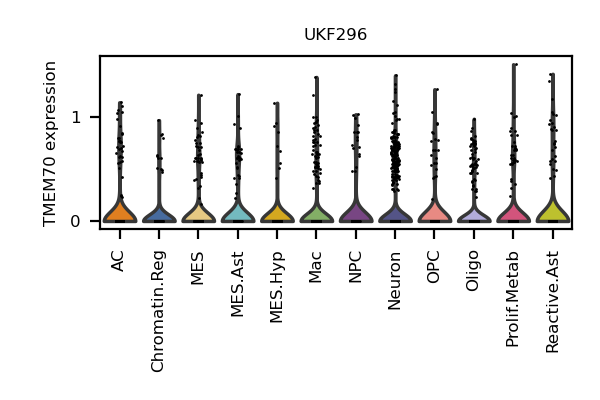 UKF296
TMEM70 expression
1
0
AC
Chromatin.Reg
MES
MES.Ast
MES.Hyp
Mac
NPC
Neuron
OPC
Oligo
Prolif.Metab
Reactive.Ast